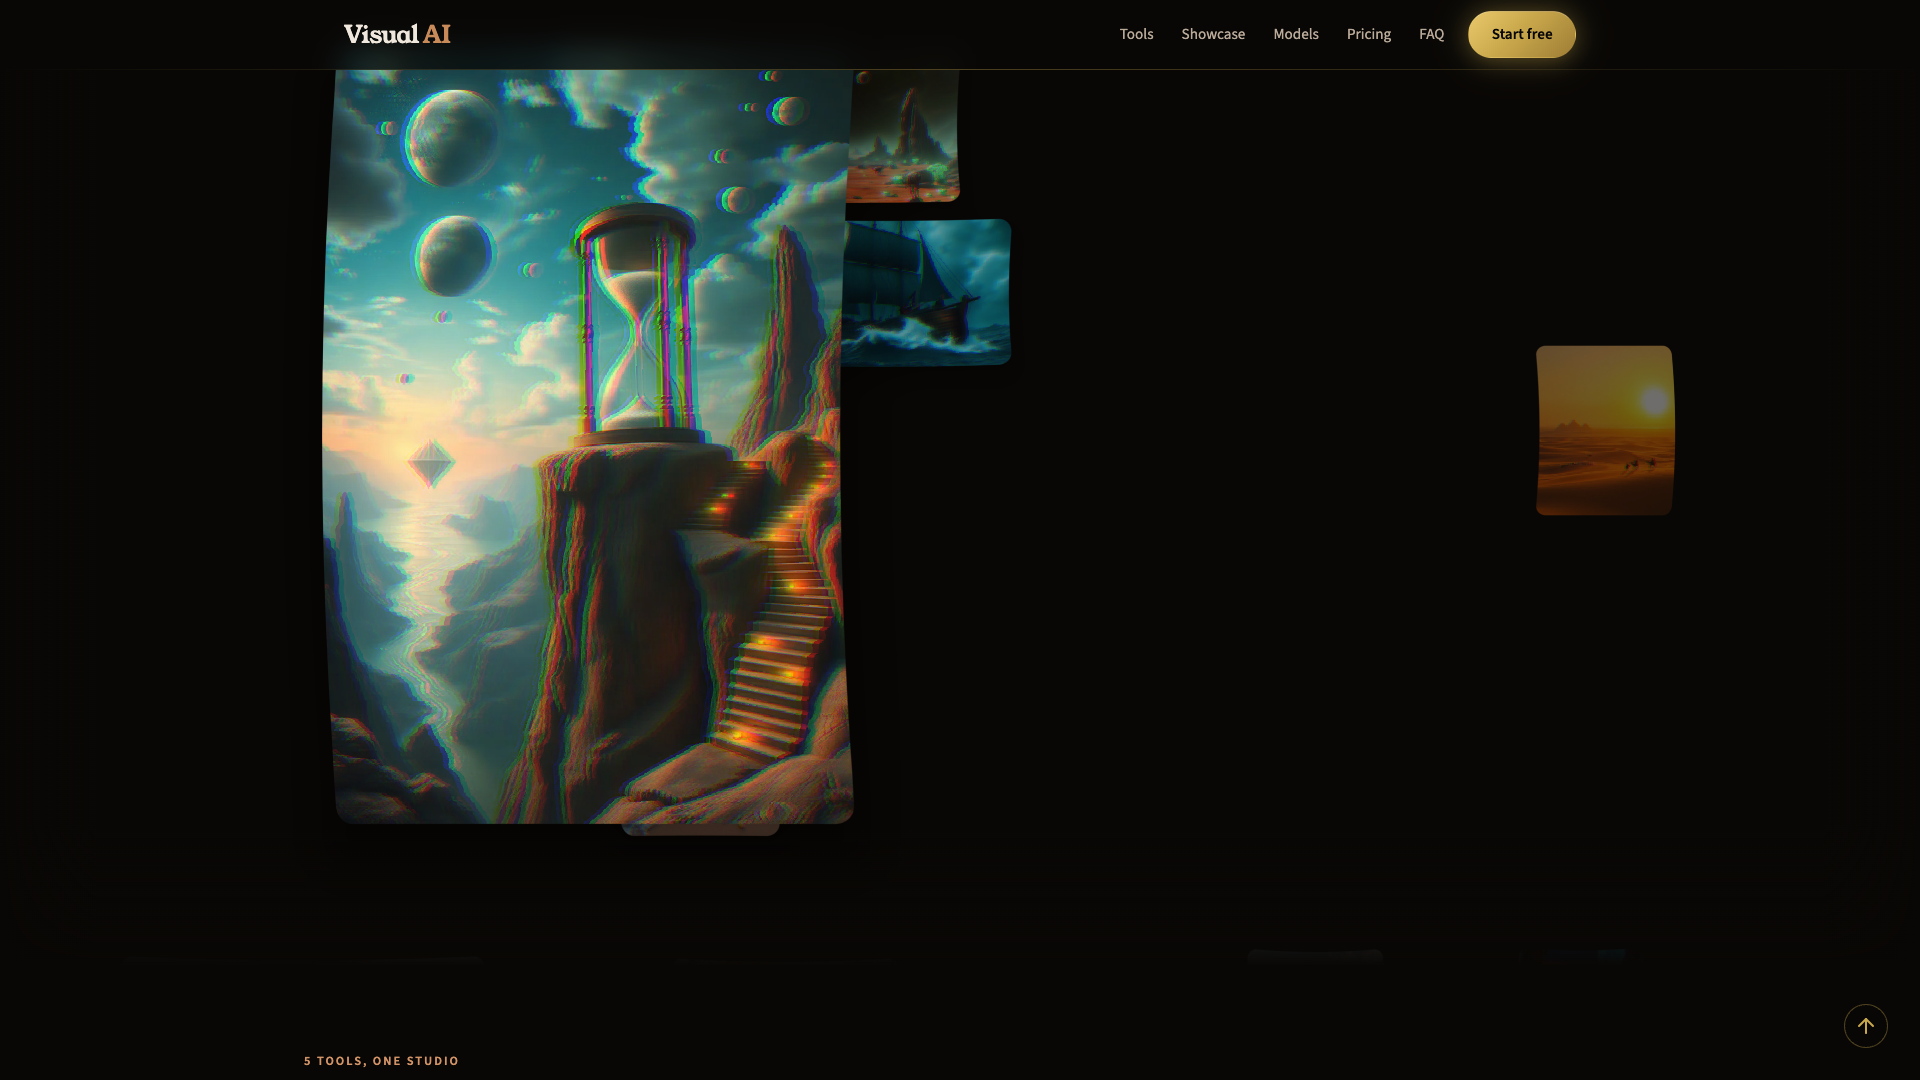 Visual AI
Tools
Showcase
Models
Pricing
FAQ
Start free
5 TOOLS, ONE STUDIO